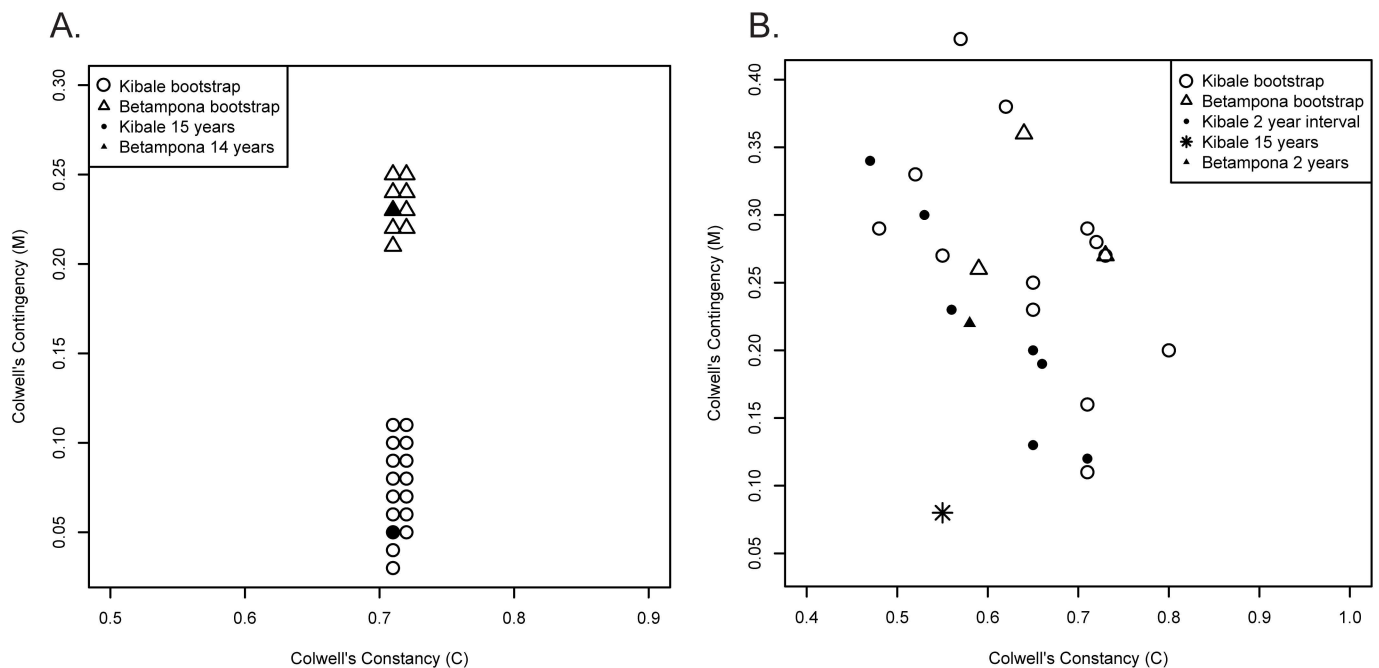 A.
Kibale bootstrap
Betampona bootstrap
Kibale 15 years
Betampona 14 years
0.30
0.25
0.20
0.15
0.10
0.05
Colwell's Contingency (M)
0.5 0.6 0.7 0.8 0.9
Colwell's Constancy (C)
B.
Kibale bootstrap
Betampona bootstrap
Kibale 2 year interval
Kibale 15 years
Betampona 2 years
0.40
0.35
0.30
0.25
0.20
0.15
0.10
0.05
Colwell's Contingency (M)
0.4 0.5 0.6 0.7 0.8 0.9 1.0
Colwell's Constancy (C)